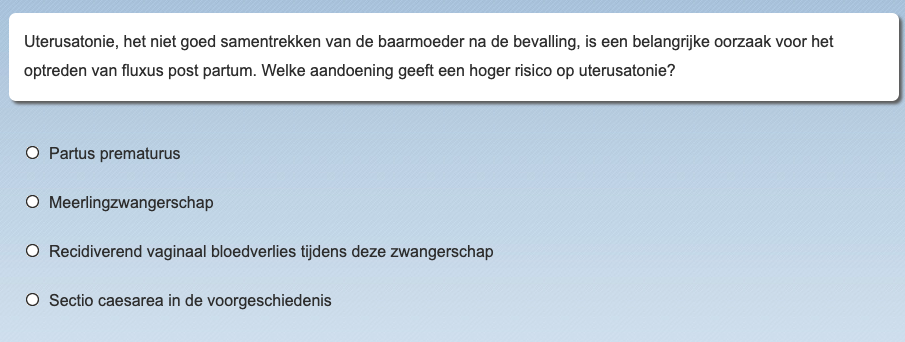 Uterusatonie, het niet goed samentrekken van de baarmoeder na de bevalling, is een belangrijke oorzaak voor het
optreden van fluxus post partum. Welke aandoening geeft een hoger risico op uterusatonie?
Partus prematurus
Meerlingzwangerschap
Recidiverend vaginaal bloedverlies tijdens deze zwangerschap
Sectio caesarea in de voorgeschiedenis